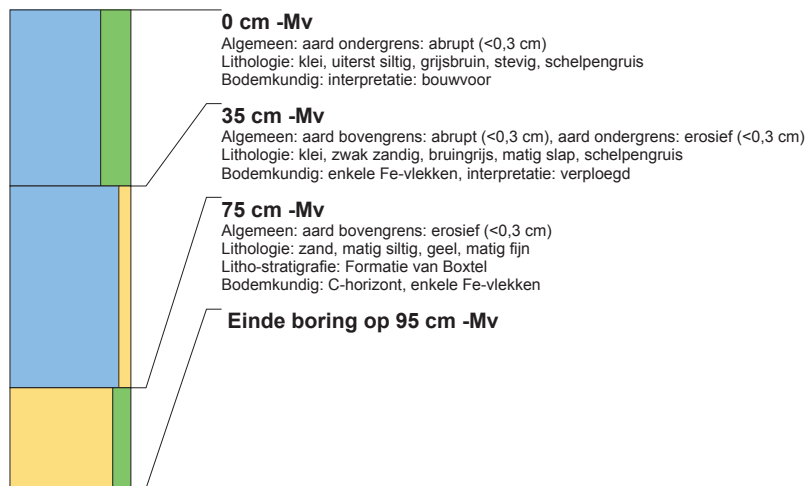 0 cm -Mv
Algemeen: aard ondergrens: abrupt (<0,3 cm)
Lithologie: klei, uiterst siltig, grijsbruin, stevig, schelpengruis
Bodemkundig: interpretatie: bouwvoor
35 cm -Mv
Algemeen: aard bovengrens: abrupt (<0,3 cm), aard ondergrens: erosief (<0,3 cm)
Lithologie: klei, zwak zandig, bruingrijs, matig slap, schelpengruis
Bodemkundig: enkele Fe-vlekken, interpretatie: verploegd
75 cm -Mv
Algemeen: aard bovengrens: erosief (<0,3 cm)
Lithologie: zand, matig siltig, geel, matig fijn
Litho-stratigrafie: Formatie van Boxtel
Bodemkundig: C-horizont, enkele Fe-vlekken
Einde boring op 95 cm -Mv